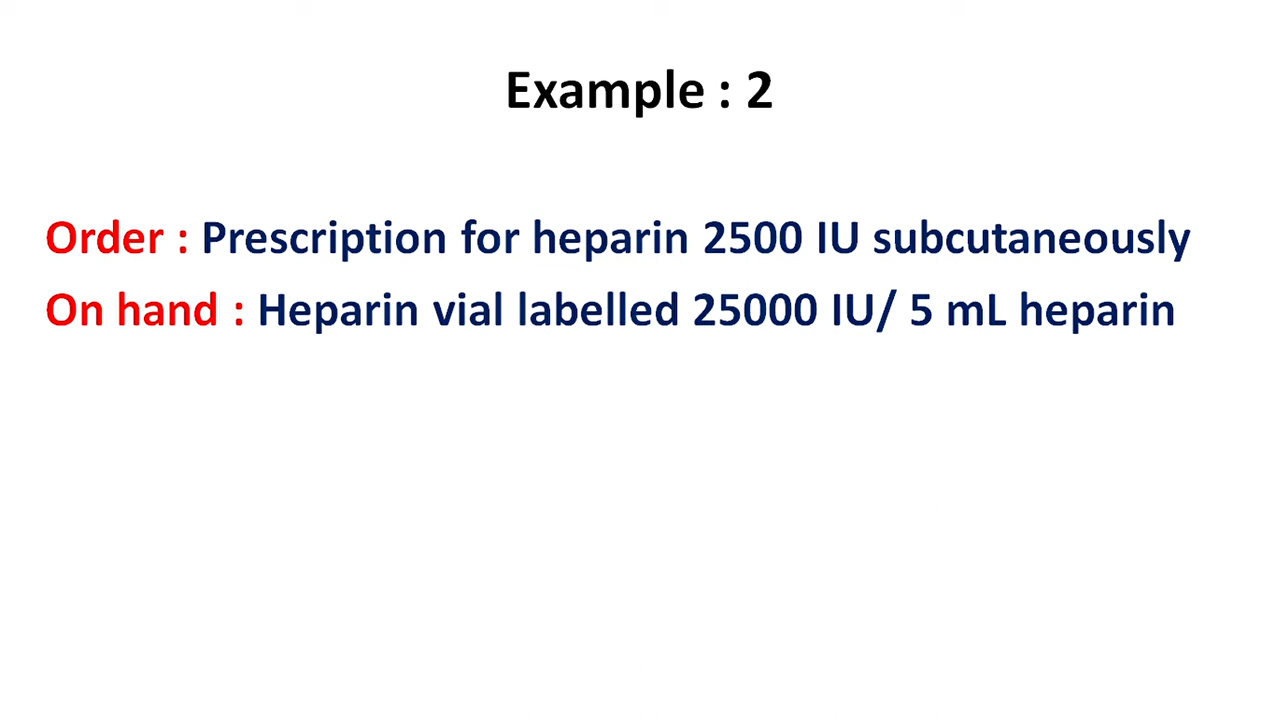 Example : 2
Order : Prescription for heparin 2500 IU subcutaneously
On hand : Heparin vial labelled 25000 IU/ 5 mL heparin